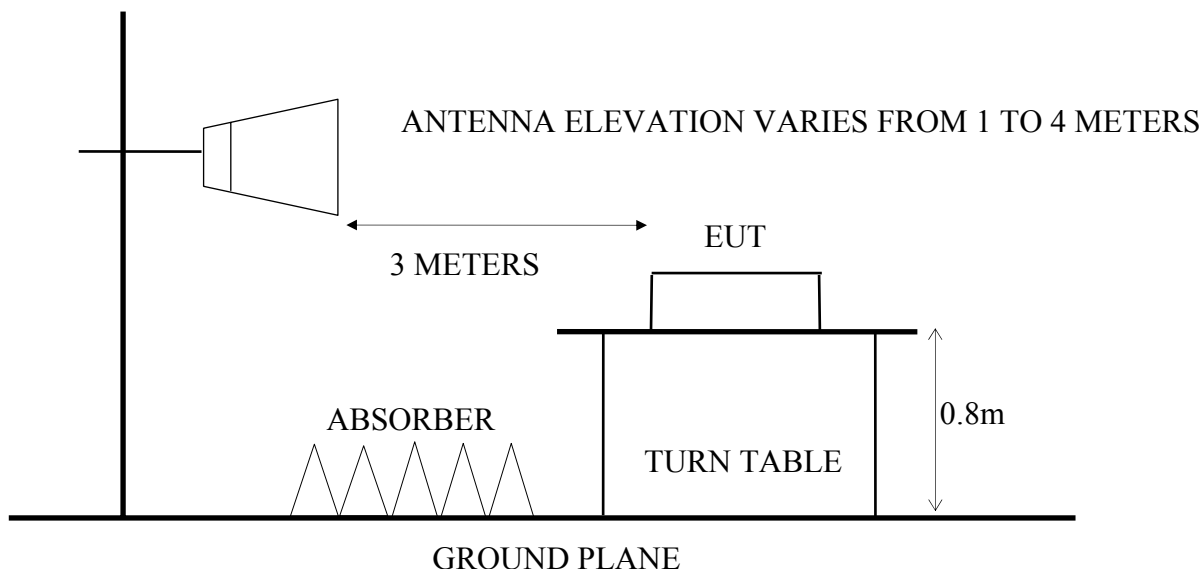 ANTENNA ELEVATION VARIES FROM 1 TO 4 METERS
EUT
3 METERS
ABSORBER
0.8m
TURN TABLE
GROUND PLANE